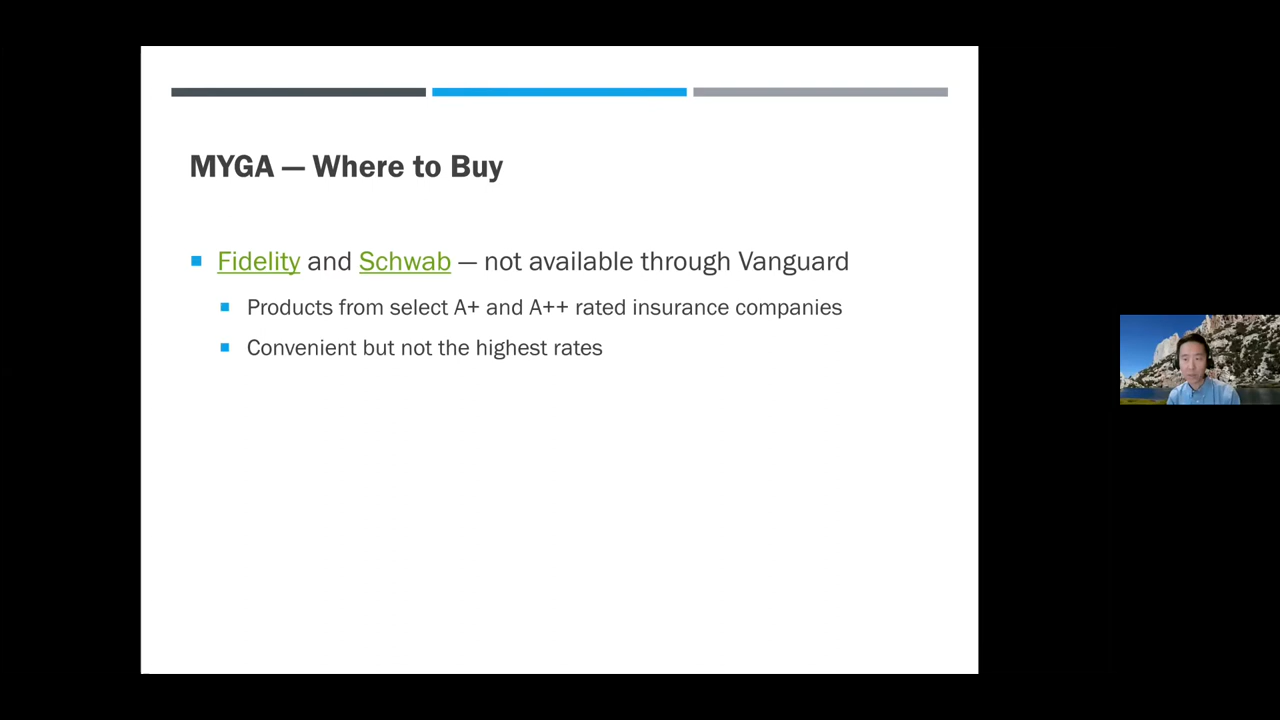 MYGA — Where to Buy
Fidelity and Schwab — not available through Vanguard
Products from select A+ and A++ rated insurance companies
Convenient but not the highest rates